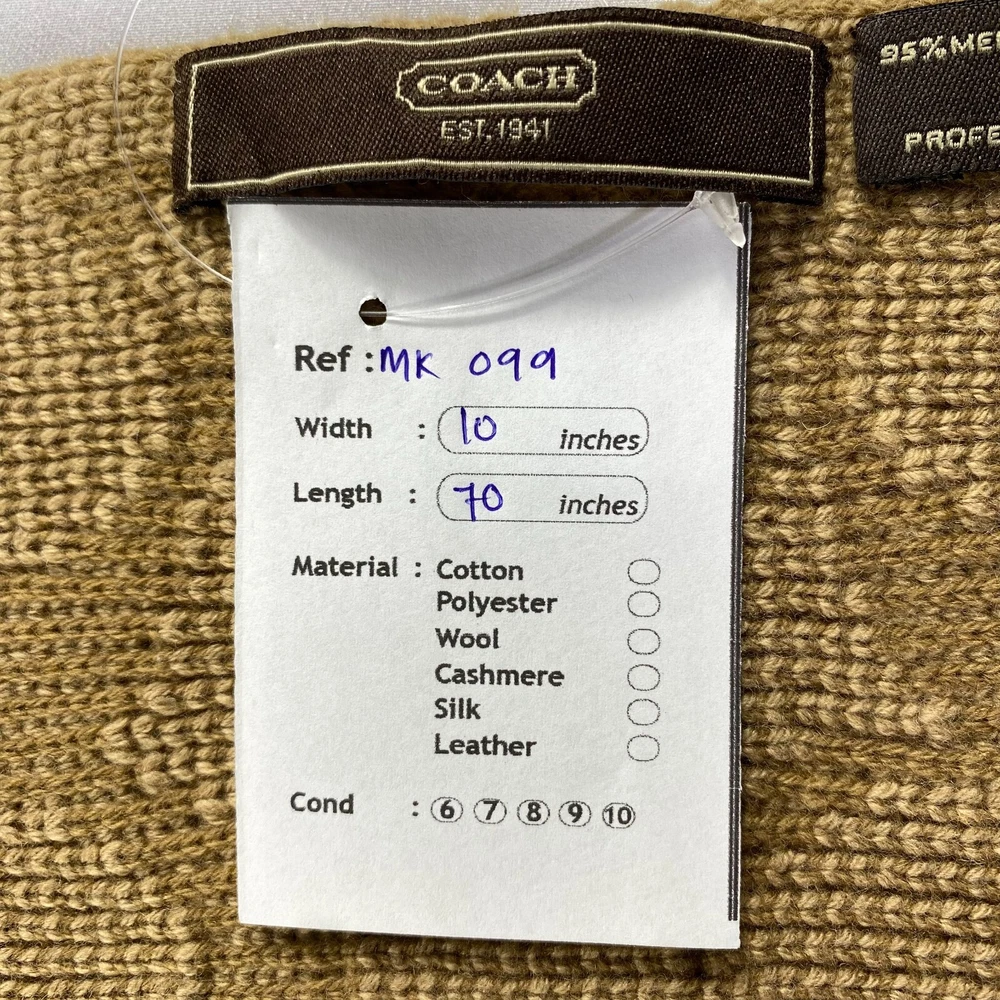 COACH
EST. 1941
95% ME
PROFE
Ref : MK 099
Width : 10 inches
Length : 70 inches
Material : Cotton
Polyester
Wool
Cashmere
Silk
Leather
Cond : 6 7 8 9 10